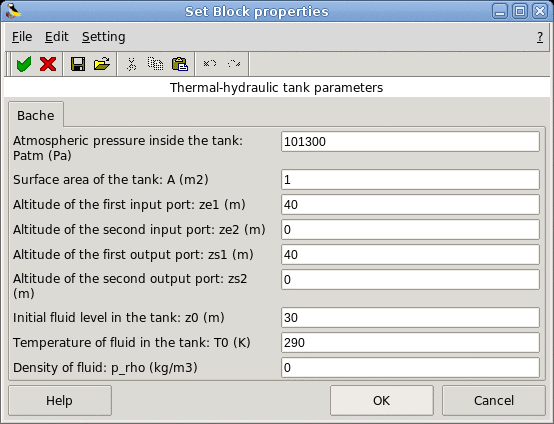 Set Block properties
File Edit Setting ?
Thermal-hydraulic tank parameters
Bache
Atmospheric pressure inside the tank: 101300
Patm (Pa)
Surface area of the tank: A (m2) 1
Altitude of the first input port: ze1 (m) 40
Altitude of the second input port: ze2 (m) 0
Altitude of the first output port: zs1 (m) 40
Altitude of the second output port: zs2 0
(m)
Initial fluid level in the tank: z0 (m) 30
Temperature of fluid in the tank: T0 (K) 290
Density of fluid: p_rho (kg/m3) 0
Help OK Cancel